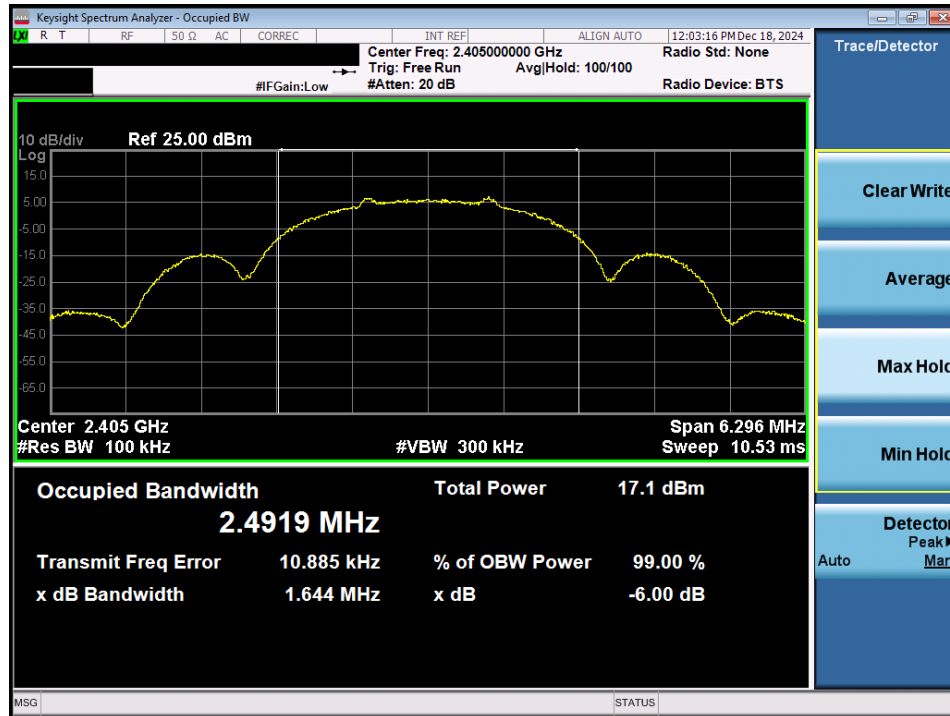 Keysight Spectrum Analyzer - Occupied BW
LXI R T RF 50 Ω AC CORREC INT REF ALIGN AUTO 12:03:16 PM Dec 18, 2024
Center Freq: 2.405000000 GHz Radio Std: None
Trig: Free Run Avg|Hold: 100/100
#IFGain:Low #Atten: 20 dB Radio Device: BTS
Trace/Detector
10 dB/div Ref 25.00 dBm
Log
15.0
5.00
-5.00
-15.0
-25.0
-35.0
-45.0
-55.0
-65.0
Center 2.405 GHz Span 6.296 MHz
#Res BW 100 kHz #VBW 300 kHz Sweep 10.53 ms
Occupied Bandwidth Total Power 17.1 dBm
2.4919 MHz
Transmit Freq Error 10.885 kHz % of OBW Power 99.00 %
x dB Bandwidth 1.644 MHz x dB -6.00 dB
Clear Write
Average
Max Hold
Min Hold
Detector
Peak
Auto Man
MSG STATUS